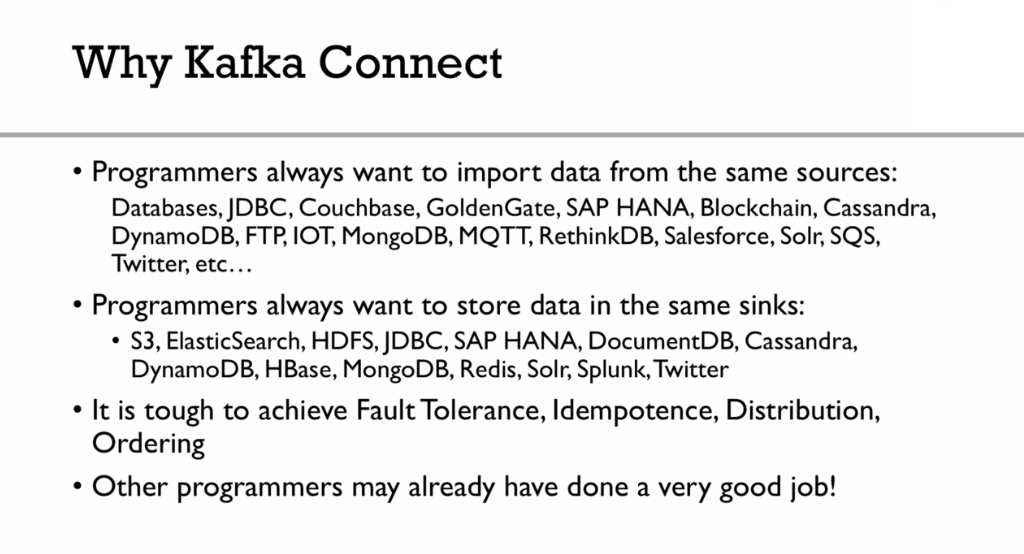 Why Kafka Connect
• Programmers always want to import data from the same sources:
Databases, JDBC, Couchbase, GoldenGate, SAP HANA, Blockchain, Cassandra,
DynamoDB, FTP, IOT, MongoDB, MQTT, RethinkDB, Salesforce, Solr, SQS,
Twitter, etc…
• Programmers always want to store data in the same sinks:
• S3, ElasticSearch, HDFS, JDBC, SAP HANA, DocumentDB, Cassandra,
DynamoDB, HBase, MongoDB, Redis, Solr, Splunk, Twitter
• It is tough to achieve Fault Tolerance, Idempotence, Distribution,
Ordering
• Other programmers may already have done a very good job!